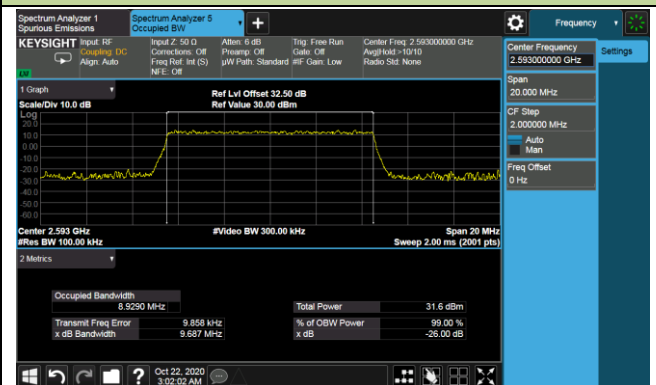 Spectrum Analyzer 1
Spurious Emissions
Spectrum Analyzer 5
Occupied BW
+
Frequency
KEYSIGHT
Input: RF
Coupling: DC
Align: Auto
Input Z: 50 Ω
Corrections: Off
Freq Ref: Int (S)
NFE: Off
Atten: 6 dB
Preamp: Off
µW Path: Standard
Trig: Free Run
Gate: Off
#IF Gain: Low
Center Freq: 2.593000000 GHz
Avg|Hold:>10/10
Radio Std: None
Center Frequency
2.593000000 GHz
Settings
Span
20.000 MHz
CF Step
2.000000 MHz
Auto
Man
Freq Offset
0 Hz
1 Graph
Scale/Div 10.0 dB
Ref Lvl Offset 32.50 dB
Ref Value 30.00 dBm
Log
20.0
10.0
0.00
-10.0
-20.0
-30.0
-40.0
-50.0
-60.0
Center 2.593 GHz
#Res BW 100.00 kHz
#Video BW 300.00 kHz
Span 20 MHz
Sweep 2.00 ms (2001 pts)
2 Metrics
Occupied Bandwidth
8.9290 MHz
Total Power
31.6 dBm
Transmit Freq Error
9.858 kHz
% of OBW Power
99.00 %
x dB Bandwidth
9.687 MHz
x dB
-26.00 dB
?
Oct 22, 2020
3:02:02 AM